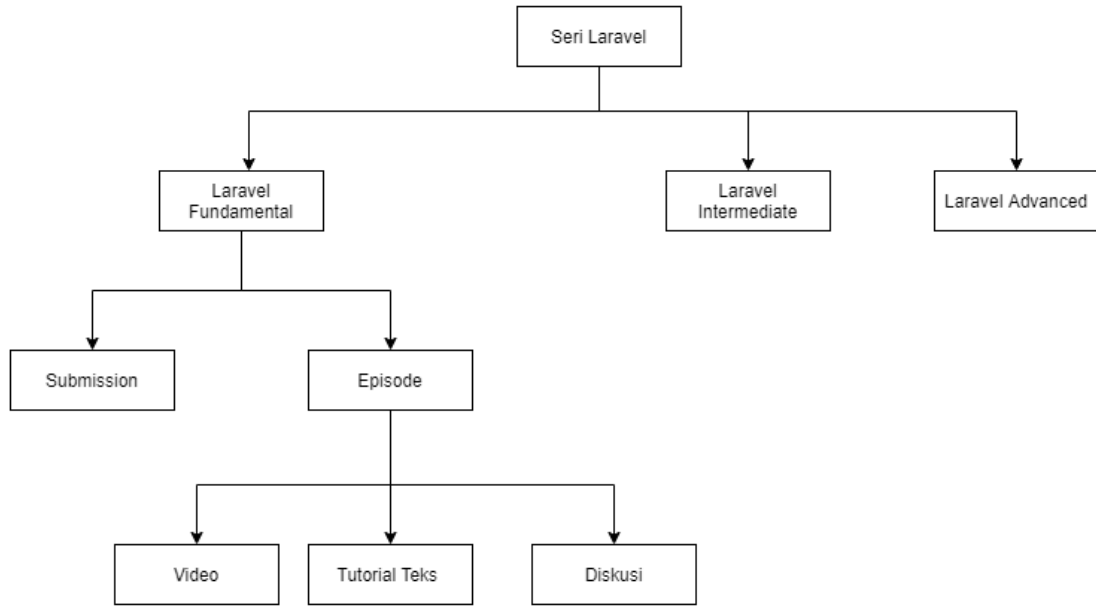 Seri Laravel
Laravel
Fundamental
Laravel
Intermediate
Laravel Advanced
Submission
Episode
Video
Tutorial Teks
Diskusi